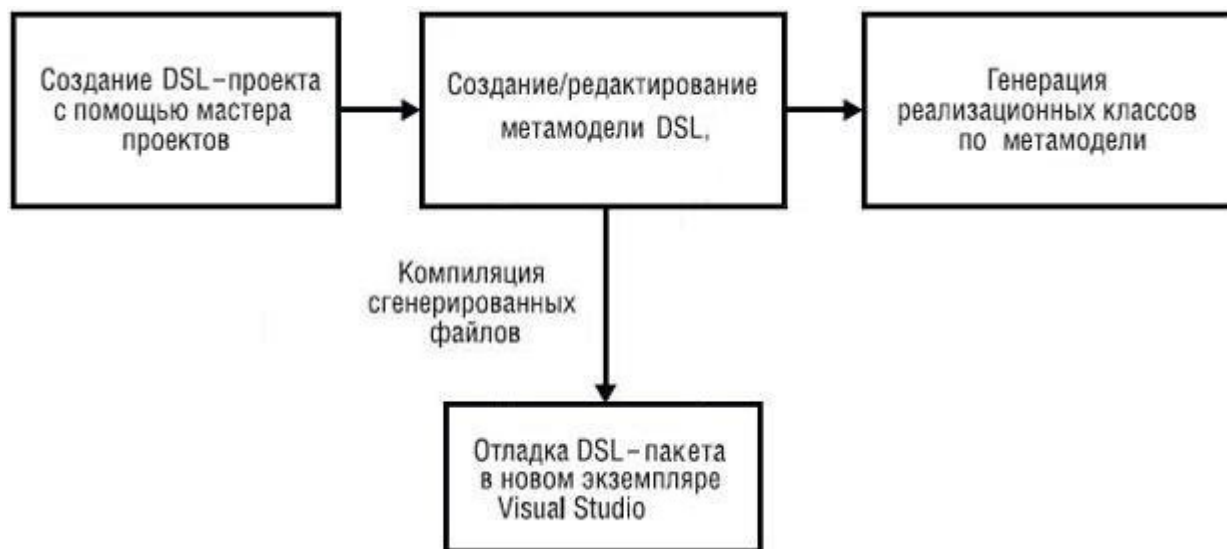 Создание DSL-проекта
с помощью мастера
проектов
Создание/редактирование
метамодели DSL,
Генерация
реализационных классов
по метамодели
Компиляция
сгенерированных
файлов
Отладка DSL-пакета
в новом экземпляре
Visual Studio